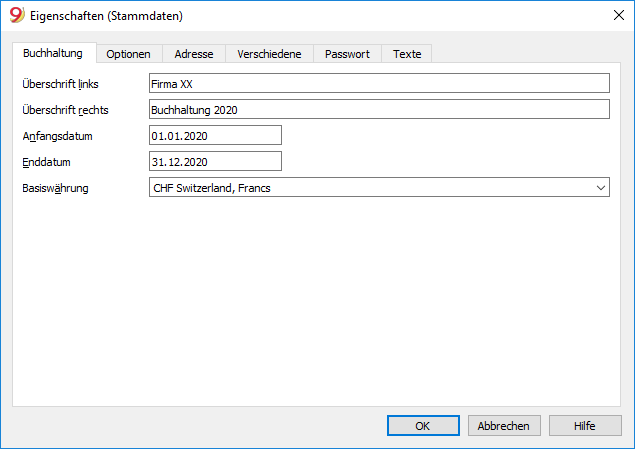 9 Eigenschaften (Stammdaten)
Buchhaltung Optionen Adresse Verschiedene Passwort Texte
Überschrift links Firma XX
Überschrift rechts Buchhaltung 2020
Anfangsdatum 01.01.2020
Enddatum 31.12.2020
Basiswährung CHF Switzerland, Francs
OK Abbrechen Hilfe